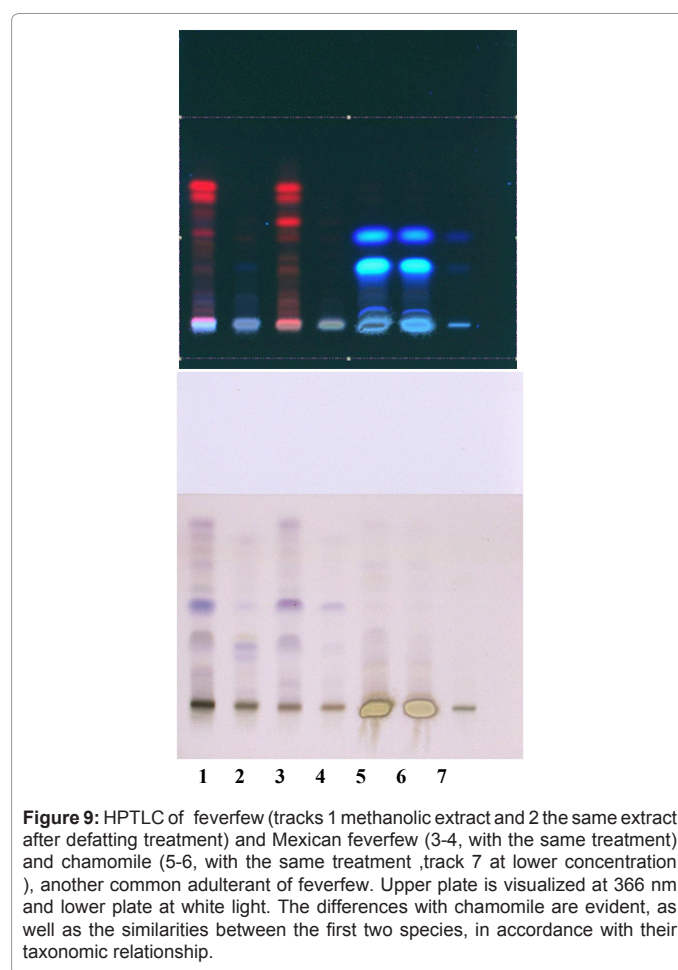 1 2 3 4 5 6 7
Figure 9: HPTLC of feverfew (tracks 1 methanolic extract and 2 the same extract
after defatting treatment) and Mexican feverfew (3-4, with the same treatment)
and chamomile (5-6, with the same treatment ,track 7 at lower concentration
), another common adulterant of feverfew. Upper plate is visualized at 366 nm
and lower plate at white light. The differences with chamomile are evident, as
well as the similarities between the first two species, in accordance with their
taxonomic relationship.